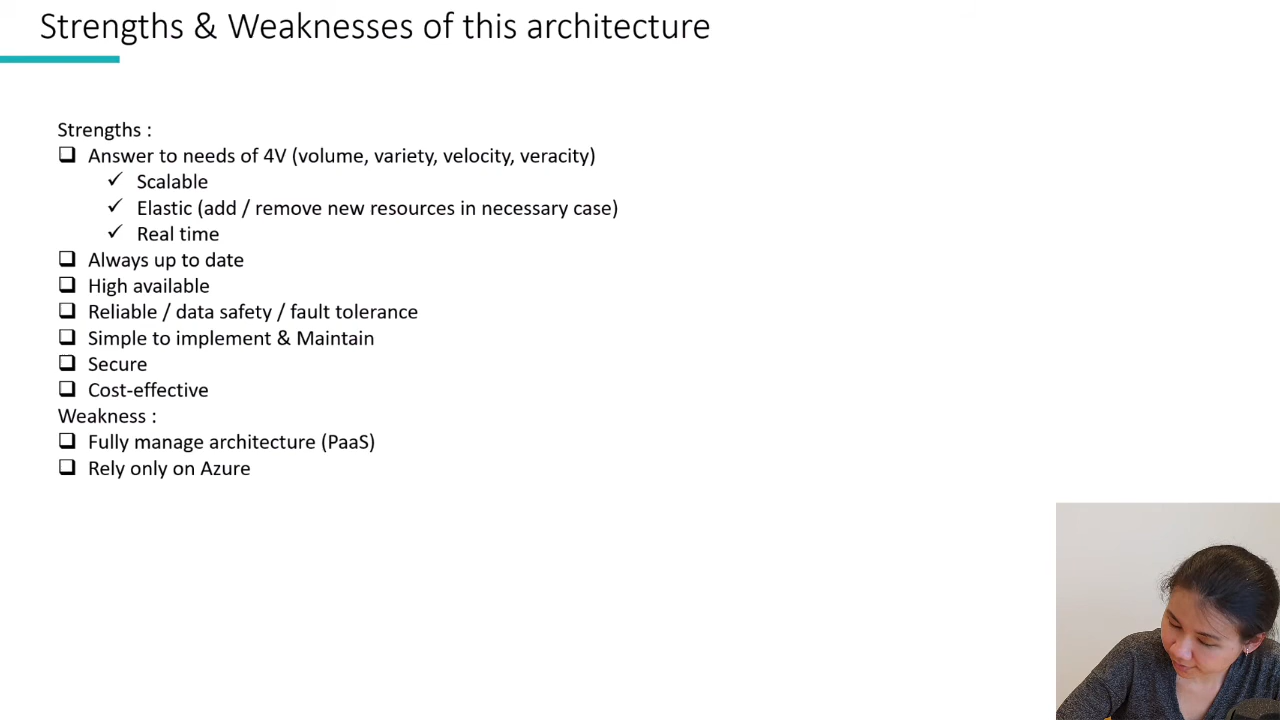 Strengths & Weaknesses of this architecture
Strengths :
Answer to needs of 4V (volume, variety, velocity, veracity)
Scalable
Elastic (add / remove new resources in necessary case)
Real time
Always up to date
High available
Reliable / data safety / fault tolerance
Simple to implement & Maintain
Secure
Cost-effective
Weakness :
Fully manage architecture (PaaS)
Rely only on Azure